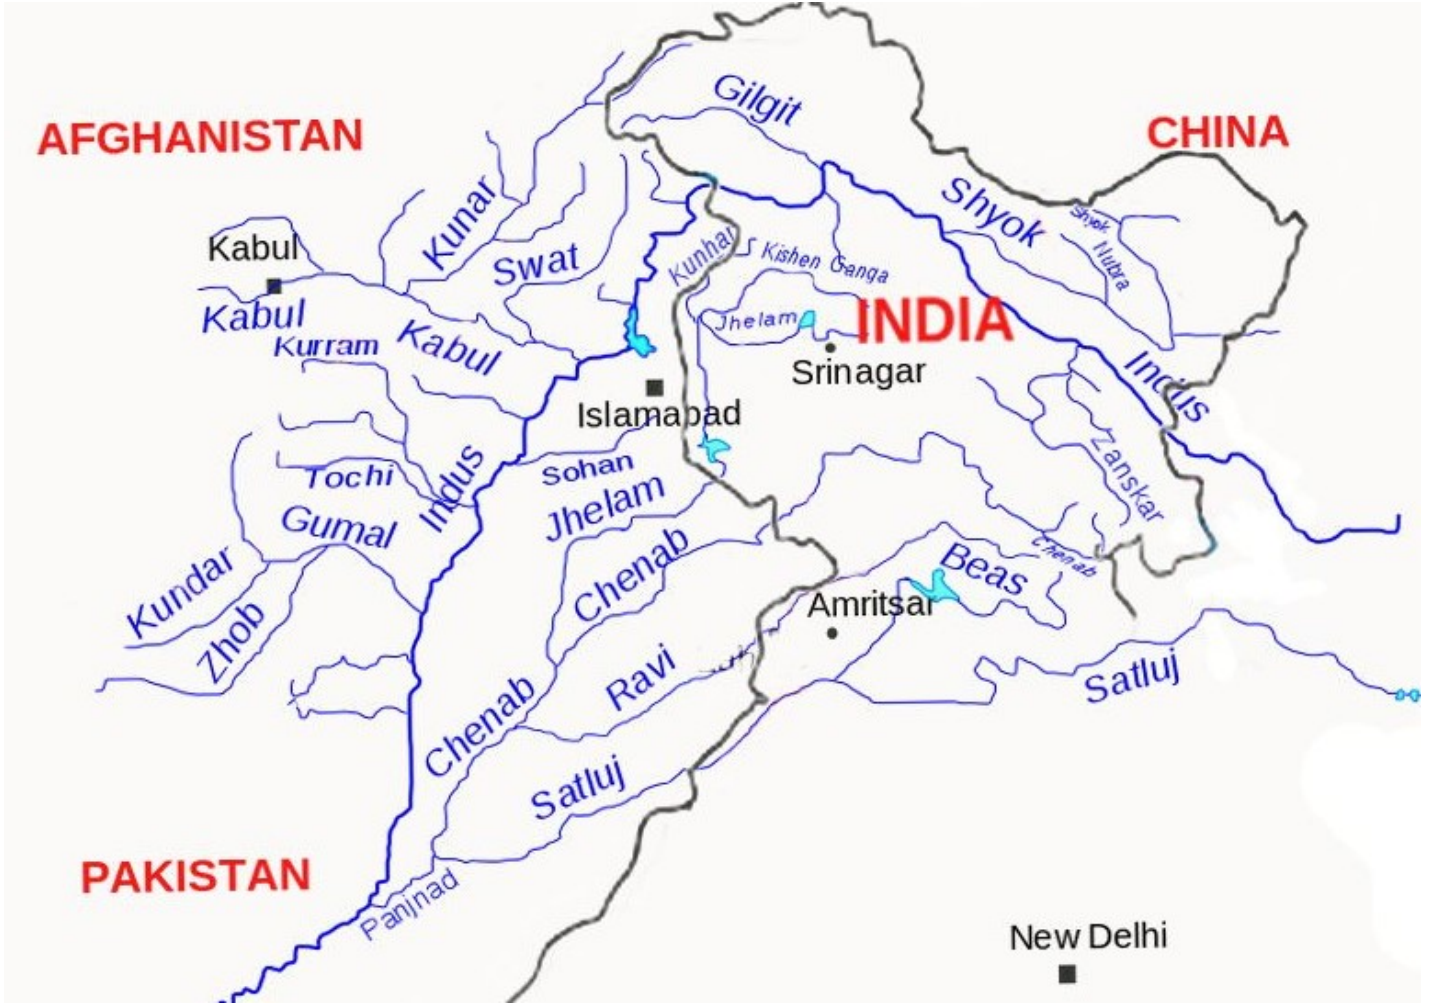 Gilgit
AFGHANISTAN
CHINA
Kunar
Shyok
Shyok
Nubra
Kabul
Swat
Kunhar
Kishen Ganga
Kabul
Kurram
Kabul
Jhelam
INDIA
Srinagar
Indus
Islamabad
Tochi
Indus
Sohan
Zanskar
Gumal
Jhelam
Kundar
Chenab
Chenab
Beas
Zhob
Amritsar
Ravi
Satluj
Chenab
Satluj
PAKISTAN
Panjnad
New Delhi